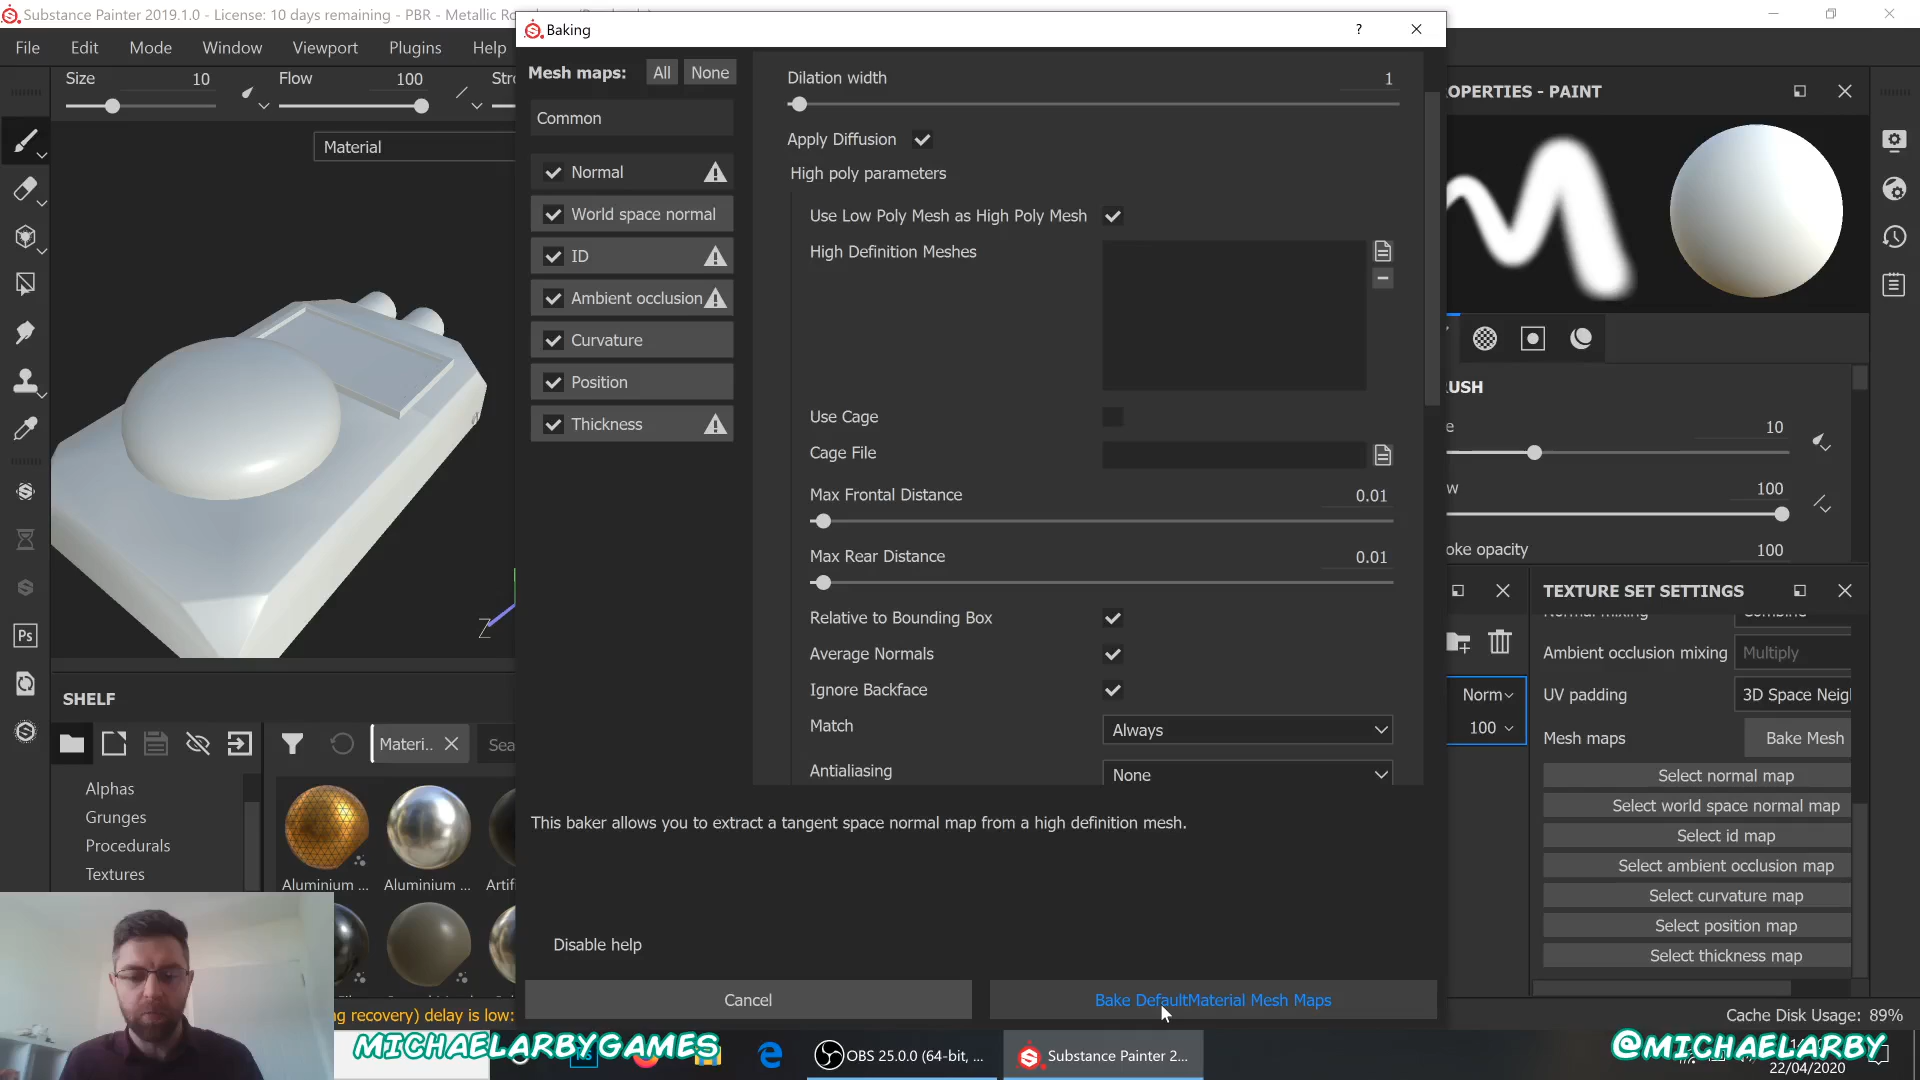 Substance Painter 2019.1.0 - License: 10 days remaining - PBR - Metallic
Baking
?
File Edit Mode Window Viewport Plugins Help
Size 10 Flow 100
Material
Mesh maps: All None
Common
Normal
World space normal
ID
Ambient occlusion
Curvature
Position
Thickness
Dilation width 1
Apply Diffusion
High poly parameters
Use Low Poly Mesh as High Poly Mesh
High Definition Meshes
Use Cage
Cage File
Max Frontal Distance 0.01
Max Rear Distance 0.01
Relative to Bounding Box
Average Normals
Ignore Backface
Match Always
Antialiasing None
This baker allows you to extract a tangent space normal map from a high definition mesh.
Disable help
Cancel
Bake DefaultMaterial Mesh Maps
OPERTIES - PAINT
RUSH
10
100
oke opacity 100
TEXTURE SET SETTINGS
Ambient occlusion mixing Multiply
Norm
UV padding 3D Space Neig
100
Mesh maps Bake Mesh
Select normal map
Select world space normal map
Select id map
Select ambient occlusion map
Select curvature map
Select position map
Select thickness map
Z
SHELF
Materi.. Sea
Alphas
Grunges
Procedurals
Textures
Aluminium ... Aluminium ... Artif
Ps
g recovery) delay is low:
Cache Disk Usage: 89%
MICHAELARBYGAMES
OBS 25.0.0 (64-bit, ...
Substance Painter 2...
@MICHAELARBY
22/04/2020